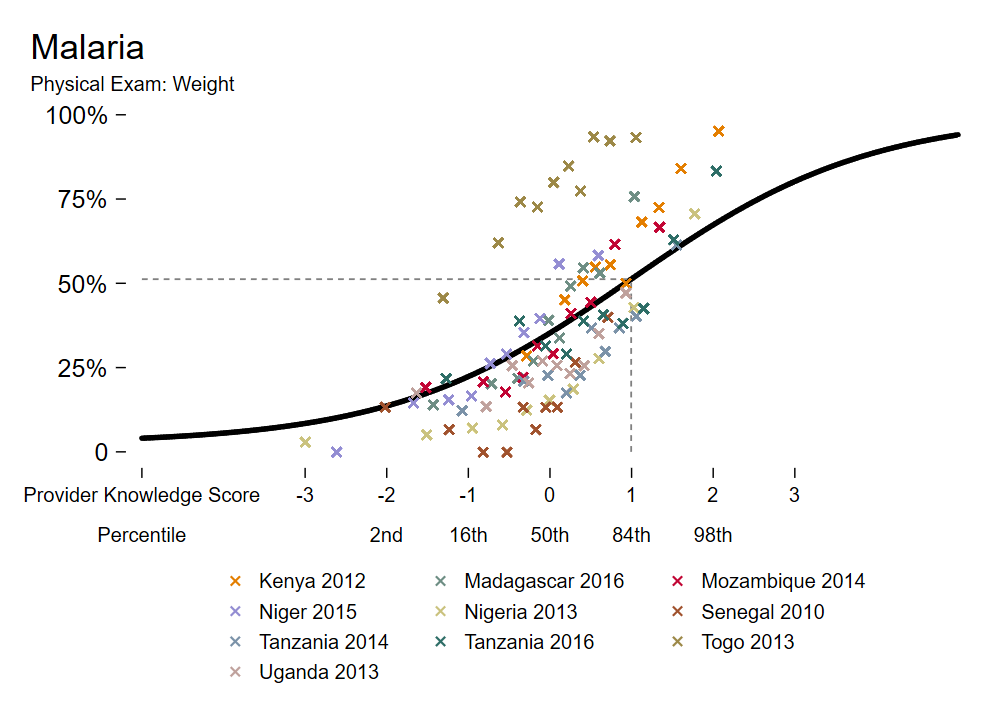 Malaria
Physical Exam: Weight
100%
75%
50%
25%
0
Provider Knowledge Score -3 -2 -1 0 1 2 3
Percentile 2nd 16th 50th 84th 98th
Kenya 2012 Madagascar 2016 Mozambique 2014
Niger 2015 Nigeria 2013 Senegal 2010
Tanzania 2014 Tanzania 2016 Togo 2013
Uganda 2013